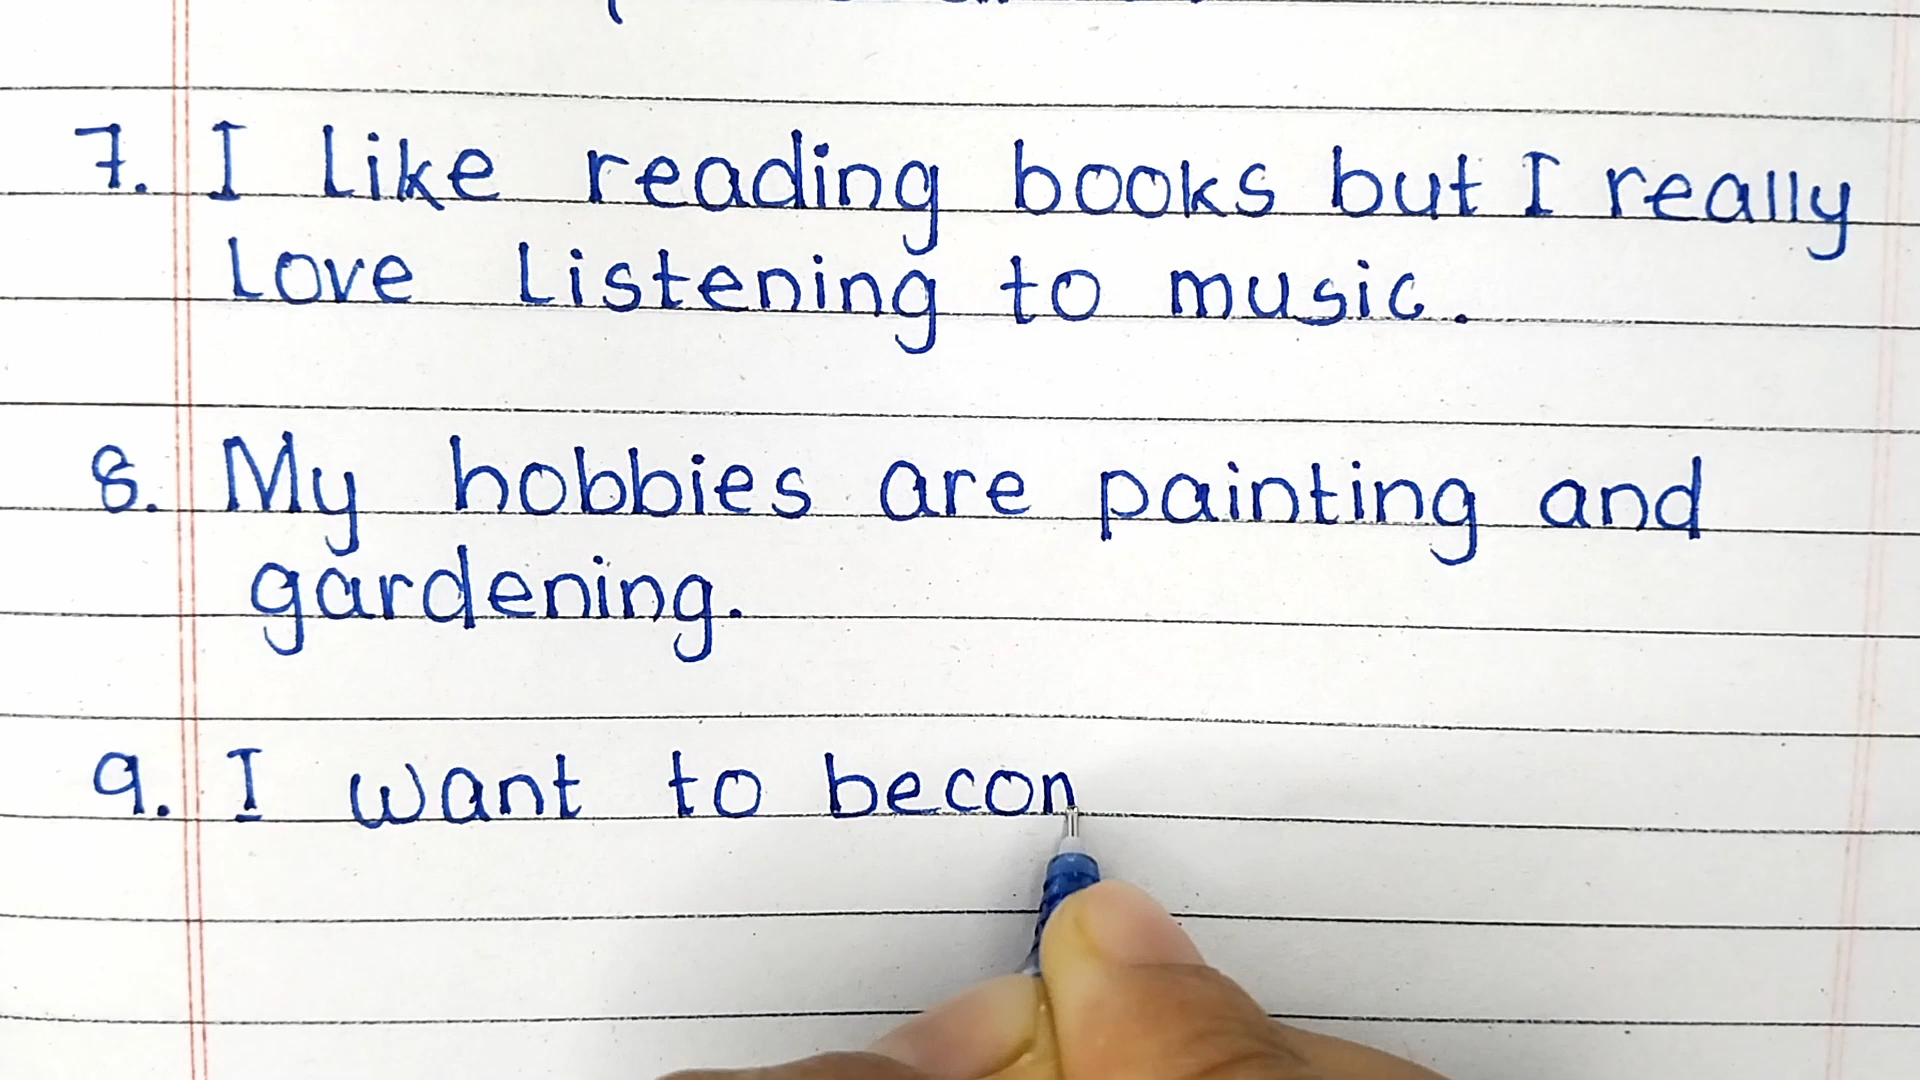 7. I like reading books but I really
love listening to music.
8. My hobbies are painting and
gardening.
9. I want to becon